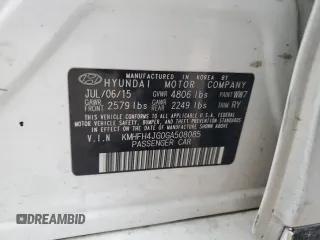 MANUFACTURED IN KOREA BY
HYUNDAI MOTOR COMPANY
JUL/06/15 GVWR 4806 lbs PAINT WW7
GAWR FRONT 2579 lbs GAWR REAR 2249 lbs TRIM RY
THIS VEHICLE CONFORMS TO ALL APPLICABLE
U.S. FEDERAL MOTOR VEHICLE SAFETY, BUMPER,
AND THEFT PREVENTION STANDARDS IN EFFECT ON
THE DATE OF MANUFACTURE SHOWN ABOVE.
V.I.N KMHFH4JG0GA508085
PASSENGER CAR
AUTOBIDCAR